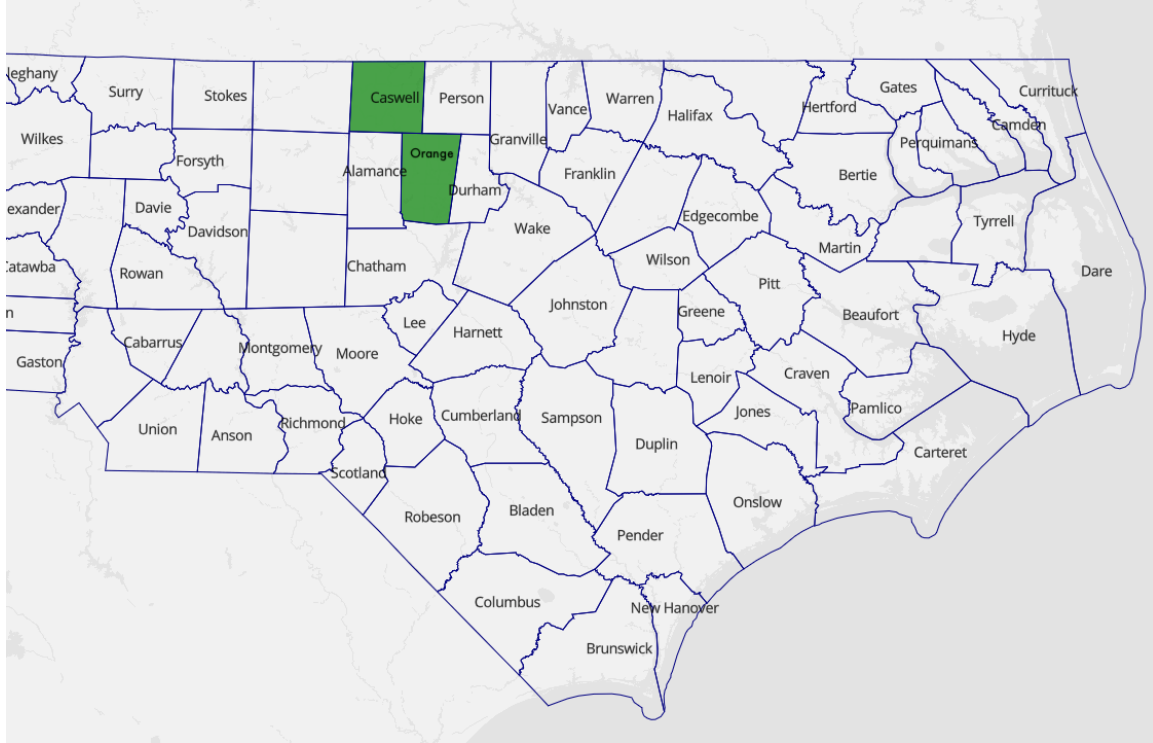 leghany
Surry
Stokes
Caswell
Person
Vance
Warren
Halifax
Hertford
Gates
Currituck
Camden
Wilkes
Forsyth
Alamance
Orange
Granville
Durham
Franklin
Perquimans
Bertie
exander
Davie
Davidson
Wake
Edgecombe
Martin
Tyrrell
Catawba
Rowan
Chatham
Wilson
Pitt
Dare
n
Cabarrus
Montgomery
Moore
Lee
Harnett
Johnston
Greene
Beaufort
Hyde
Gaston
Lenoir
Craven
Union
Anson
Richmond
Hoke
Cumberland
Sampson
Jones
Pamlico
Scotland
Duplin
Carteret
Robeson
Bladen
Onslow
Pender
Columbus
New Hanover
Brunswick